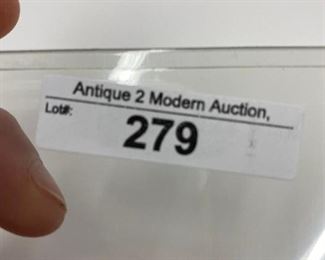 Antique 2 Modern Auction,
Lot#:
279